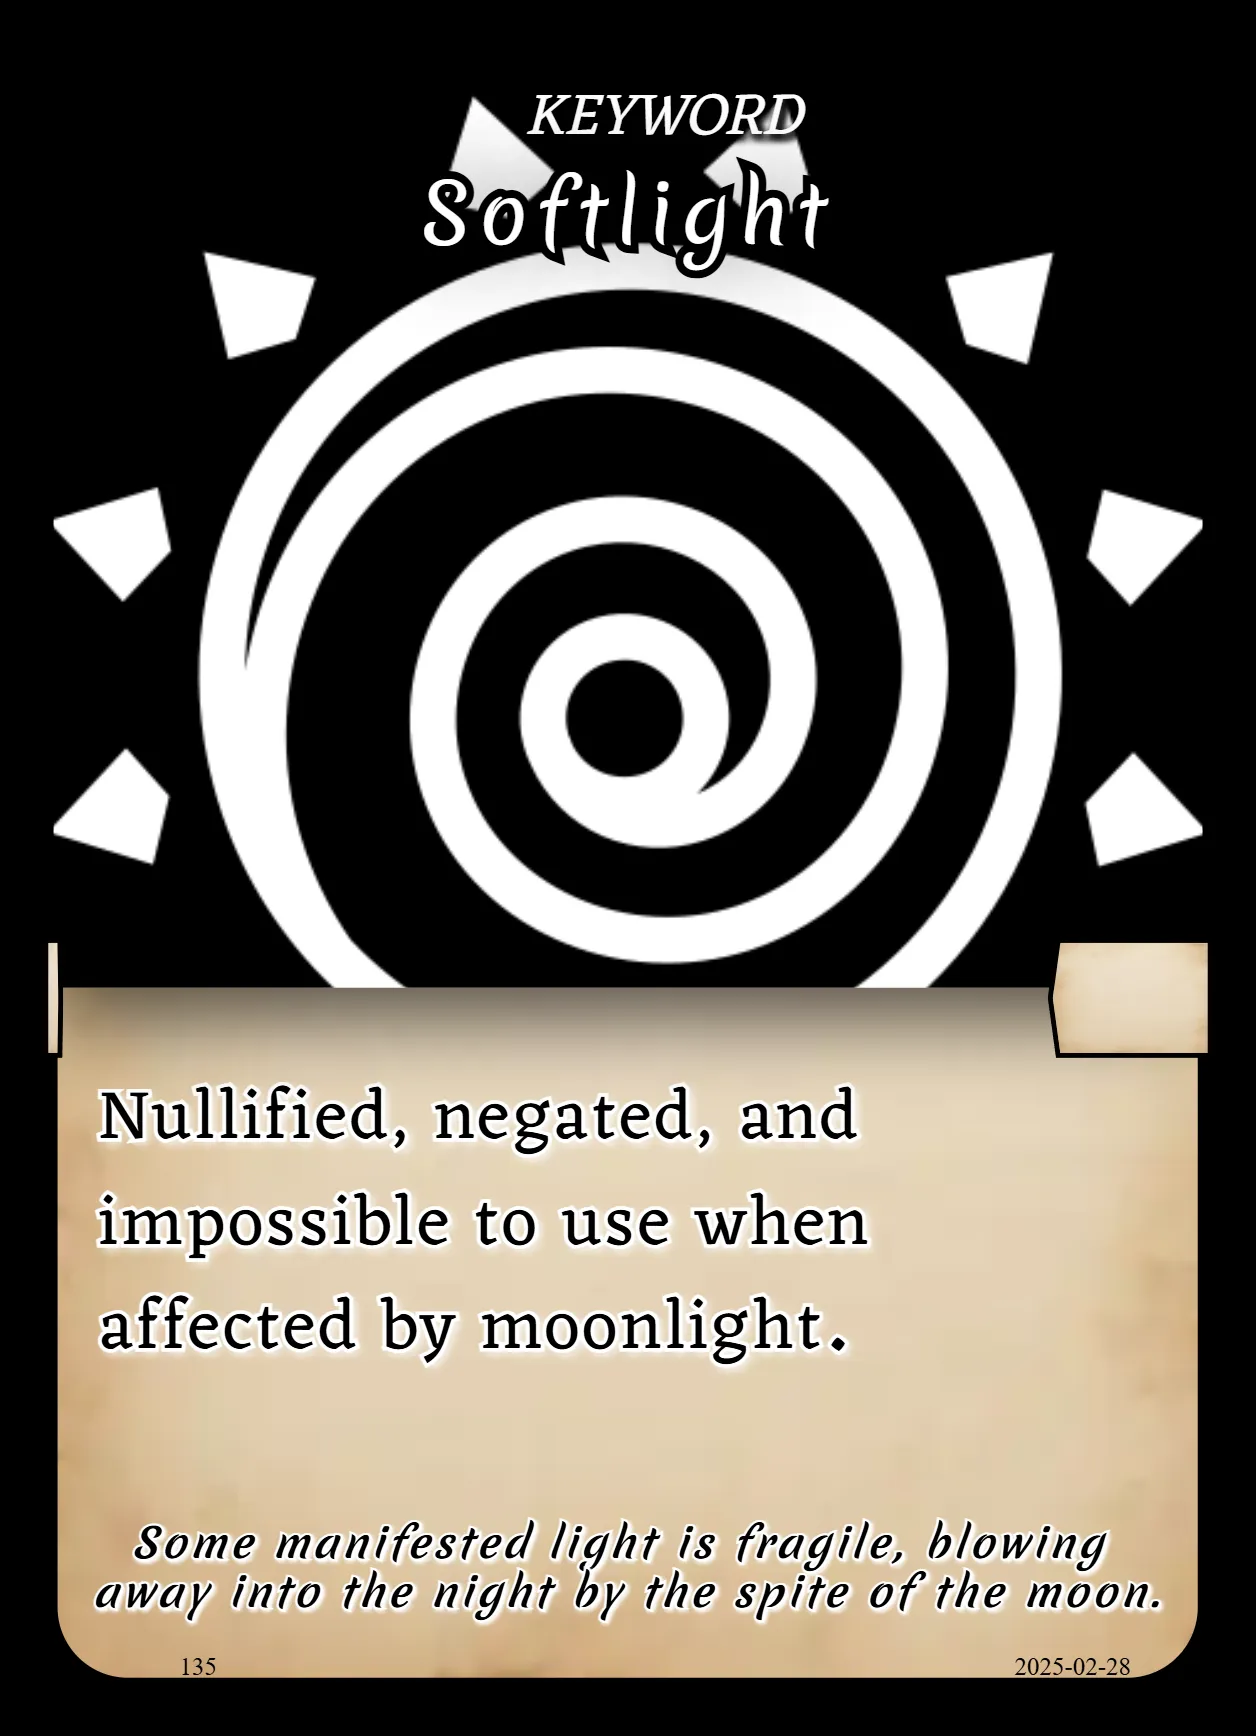 KEYWORD
Softlight
Nullified, negated, and
impossible to use when
affected by moonlight.
Some manifested light is fragile, blowing
away into the night by the spite of the moon.
135
2025-02-28